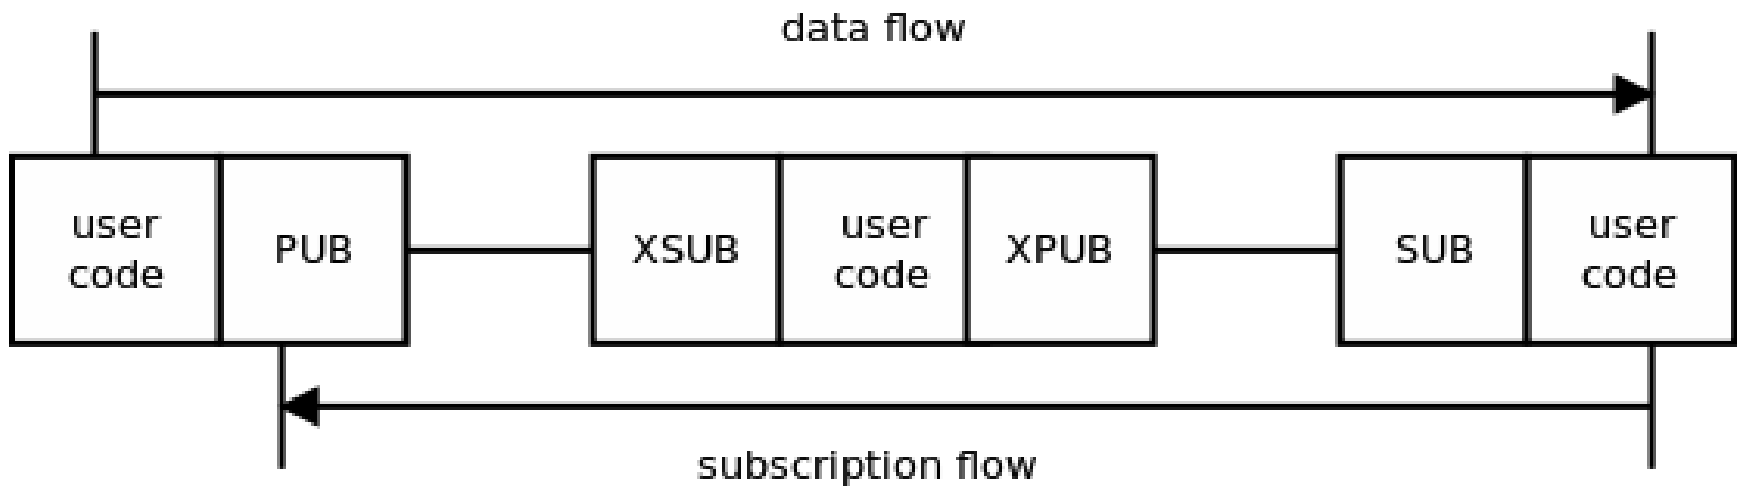 data flow
user
code
PUB
XSUB
user
code
XPUB
SUB
user
code
subscription flow